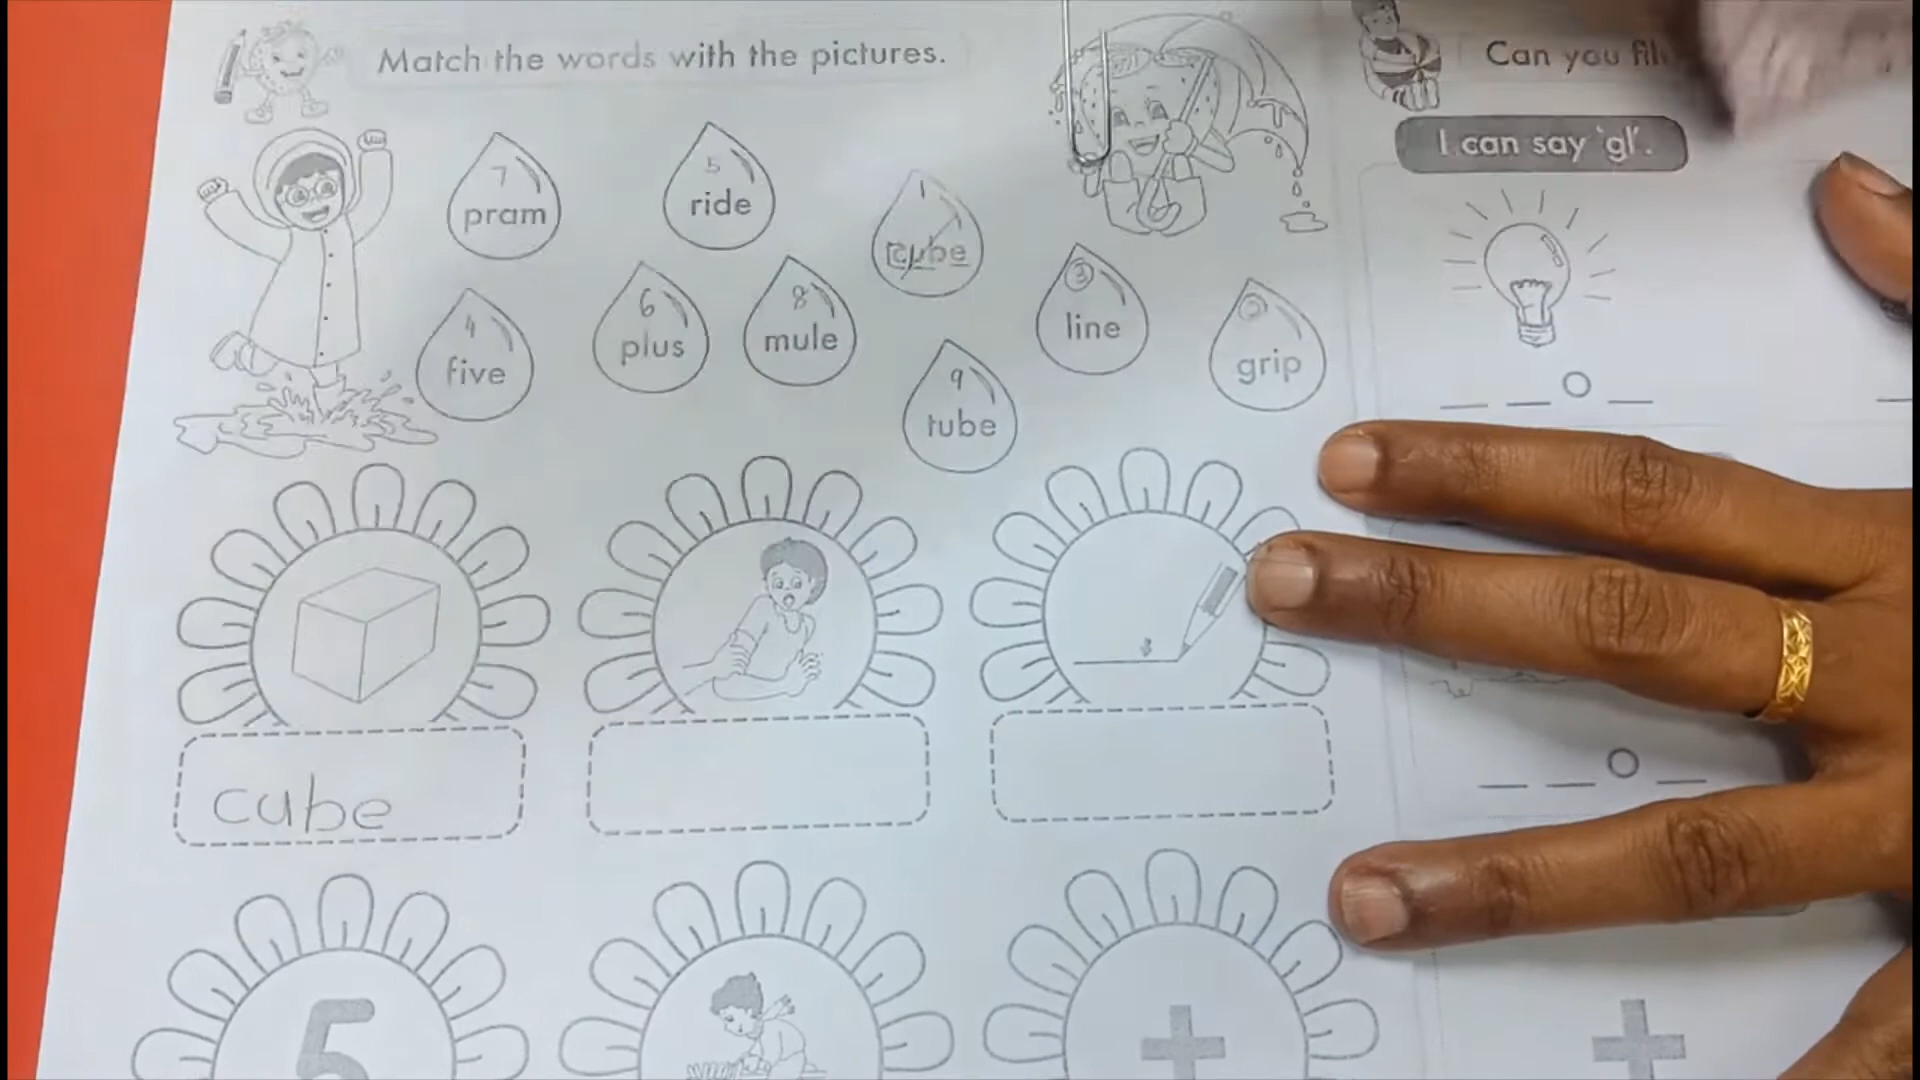 Match the words with the pictures.
Can you fil
I can say 'gl'.
7
pram
5
ride
1
cube
4
five
6
plus
8
mule
3
line
grip
9
tube
cube
5
+
_ _ o _
_ _ o _
+